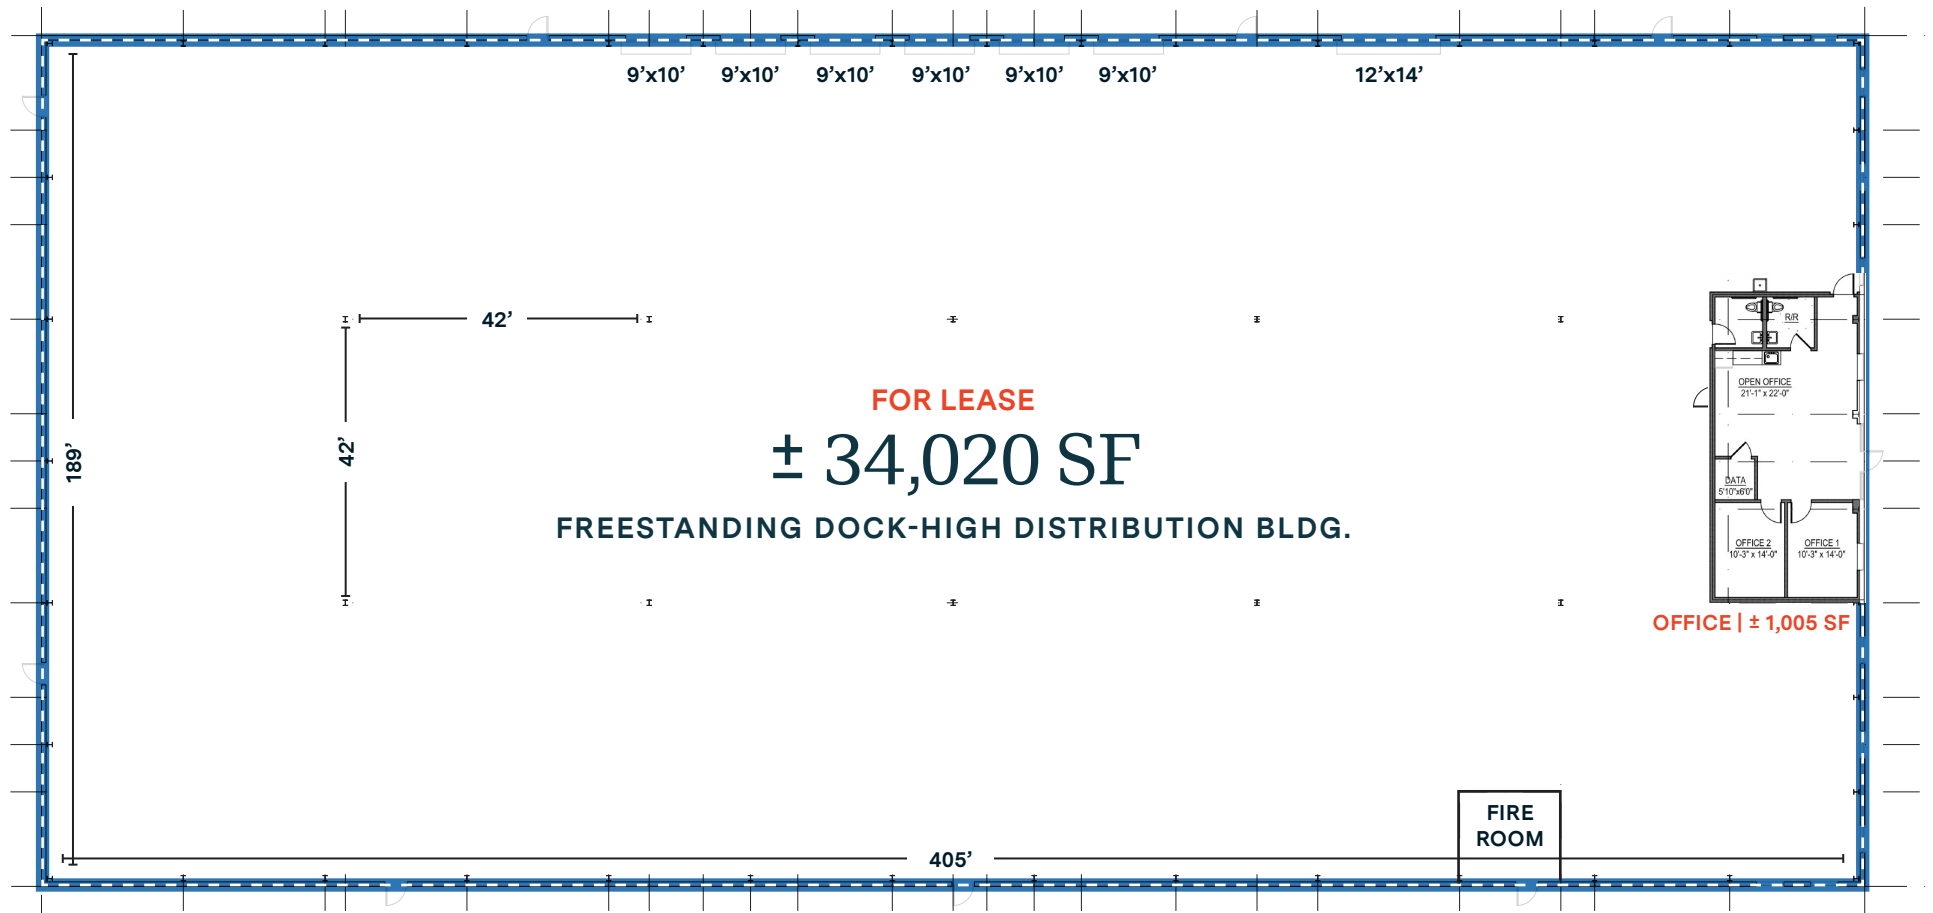 9’x10’ 9’x10’ 9’x10’ 9’x10’ 9’x10’ 9’x10’ 12’x14’
42’
R/R
OPEN OFFICE
21'-1" x 22'-0"
FOR LEASE
± 34,020 SF
FREESTANDING DOCK-HIGH DISTRIBUTION BLDG.
42’
189’
DATA
5'10"x6'0"
OFFICE 2
10'-3" x 14'-0"
OFFICE 1
10'-3" x 14'-0"
OFFICE | ± 1,005 SF
FIRE
ROOM
405’